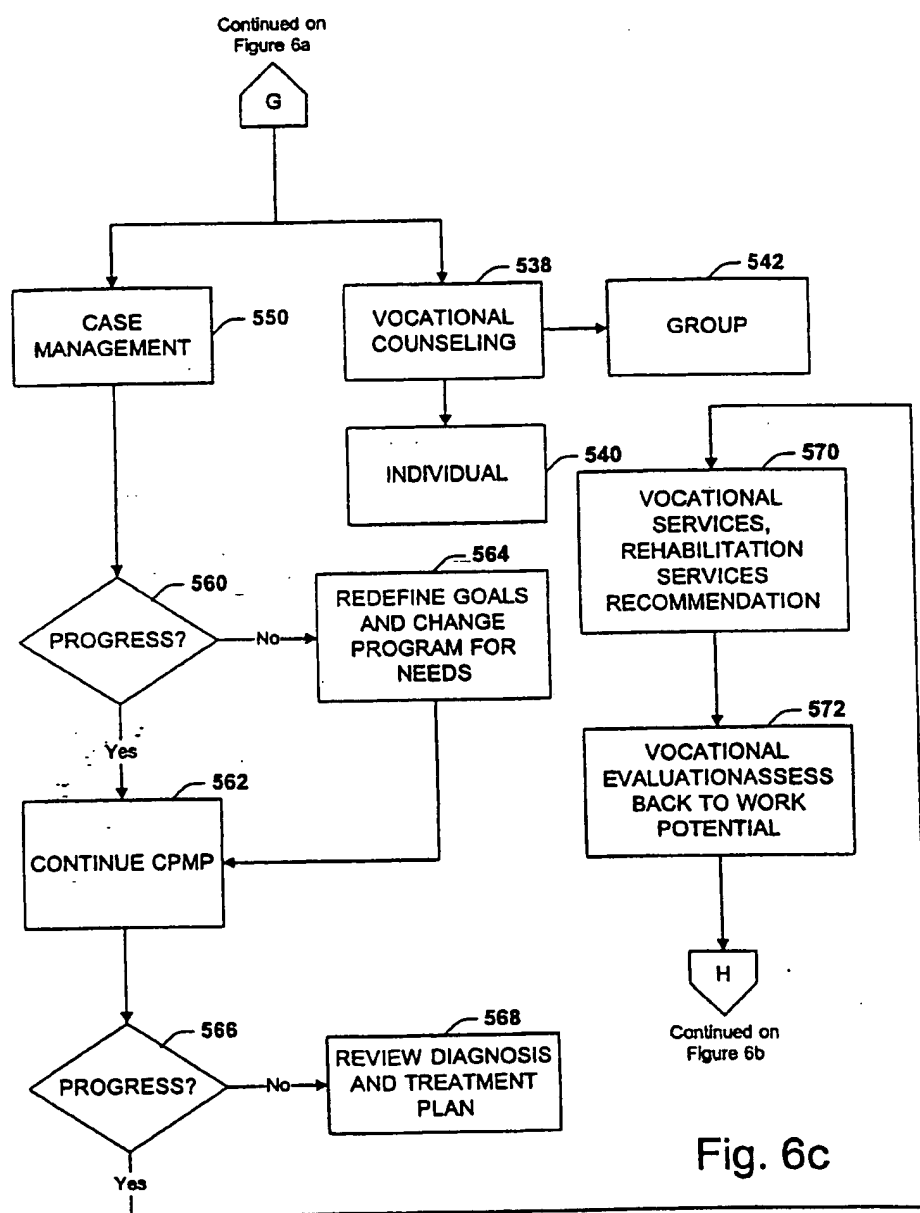 Continued on
Figure 6a
G
538
542
550
CASE
MANAGEMENT
VOCATIONAL
COUNSELING
GROUP
INDIVIDUAL
540
570
VOCATIONAL
SERVICES,
REHABILITATION
SERVICES
RECOMMENDATION
560
PROGRESS?
No
564
REDEFINE GOALS
AND CHANGE
PROGRAM FOR
NEEDS
Yes
562
CONTINUE CPMP
572
VOCATIONAL
EVALUATIONASSESS
BACK TO WORK
POTENTIAL
H
Continued on
Figure 6b
566
PROGRESS?
No
568
REVIEW DIAGNOSIS
AND TREATMENT
PLAN
Yes
Fig. 6c